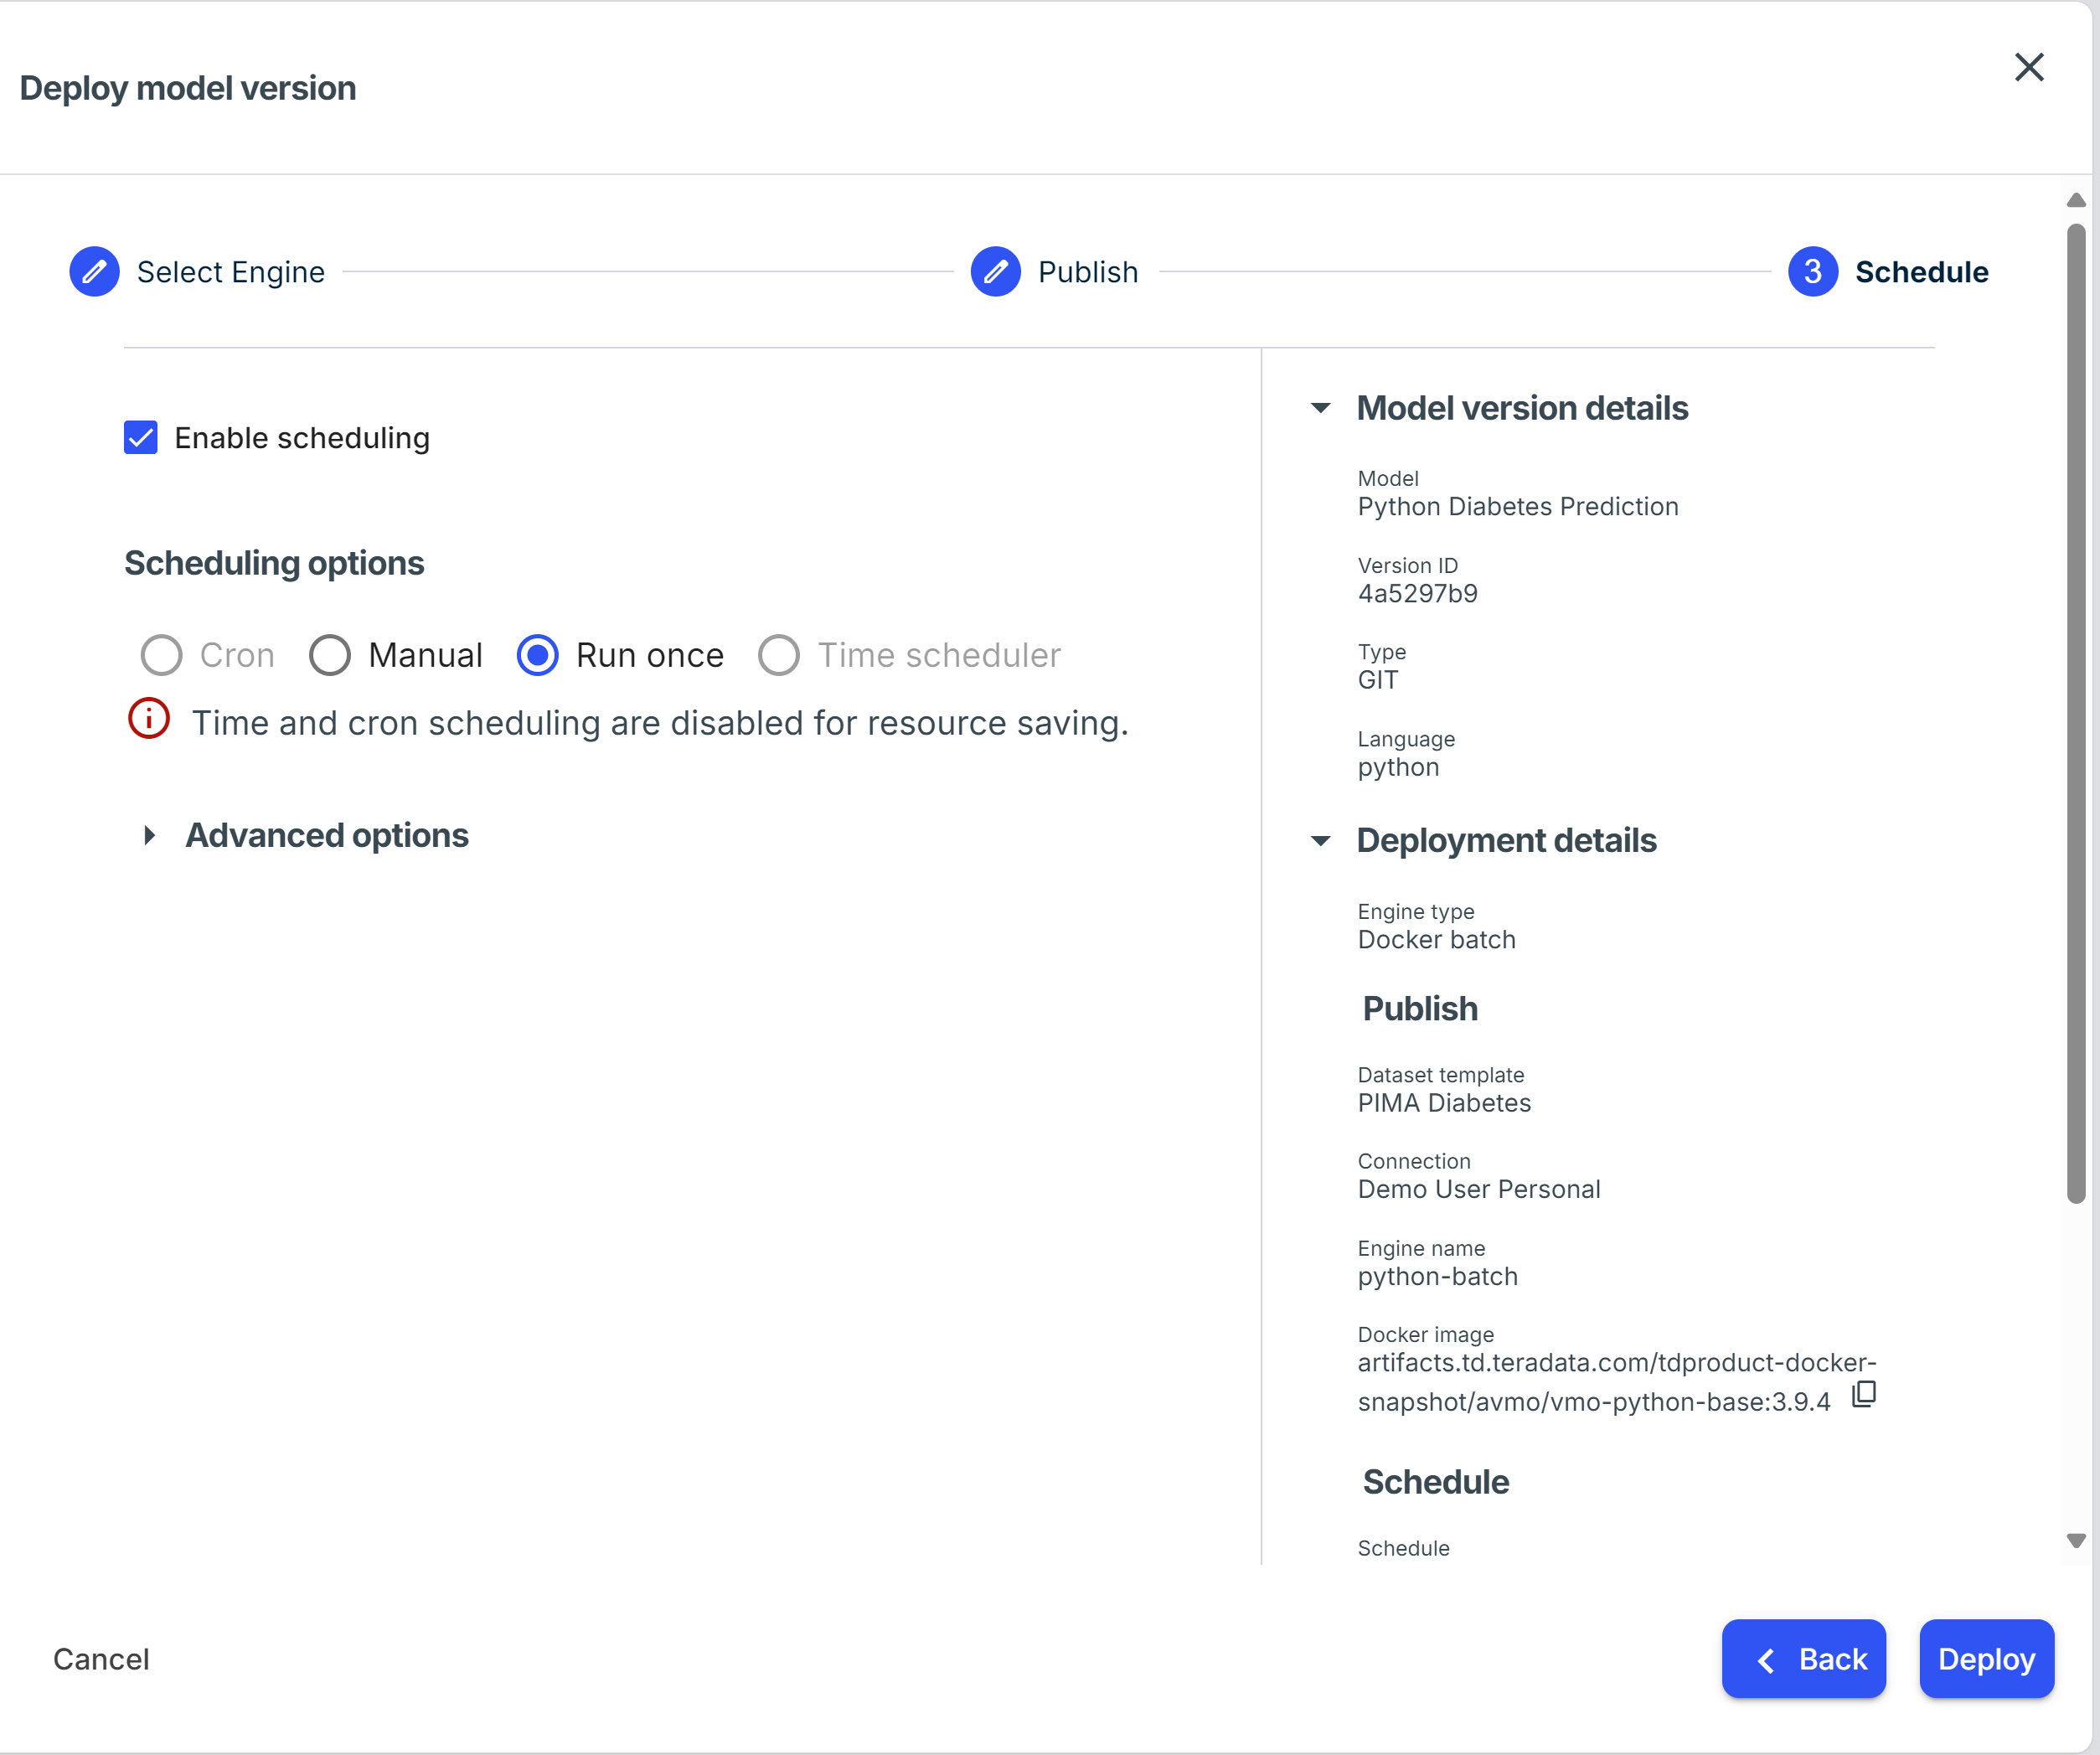 Deploy model version
Select Engine
Publish
3 Schedule
Enable scheduling
Scheduling options
Cron Manual Run once Time scheduler
Time and cron scheduling are disabled for resource saving.
Advanced options
Model version details
Model
Python Diabetes Prediction
Version ID
4a5297b9
Type
GIT
Language
python
Deployment details
Engine type
Docker batch
Publish
Dataset template
PIMA Diabetes
Connection
Demo User Personal
Engine name
python-batch
Docker image
artifacts.td.teradata.com/tdproduct-docker-
snapshot/avmo/vmo-python-base:3.9.4
Schedule
Schedule
Cancel
Back
Deploy